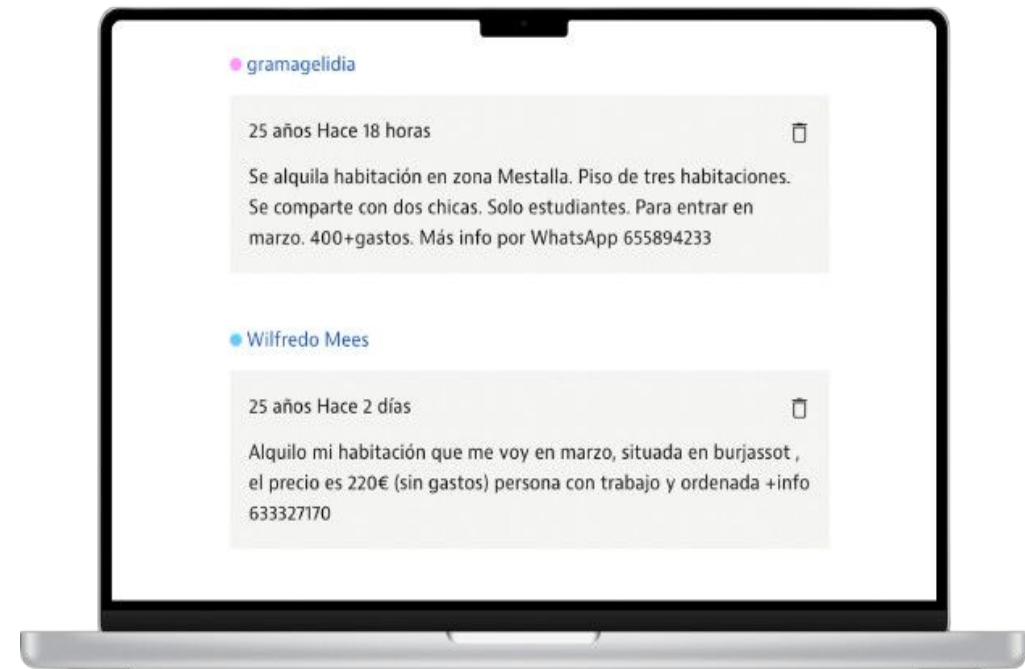 gramagelidia
25 años Hace 18 horas
Se alquila habitación en zona Mestalla. Piso de tres habitaciones.
Se comparte con dos chicas. Solo estudiantes. Para entrar en
marzo. 400+gastos. Más info por WhatsApp 655894233
Wilfredo Mees
25 años Hace 2 días
Alquilo mi habitación que me voy en marzo, situada en burjassot ,
el precio es 220€ (sin gastos) persona con trabajo y ordenada +info
633327170